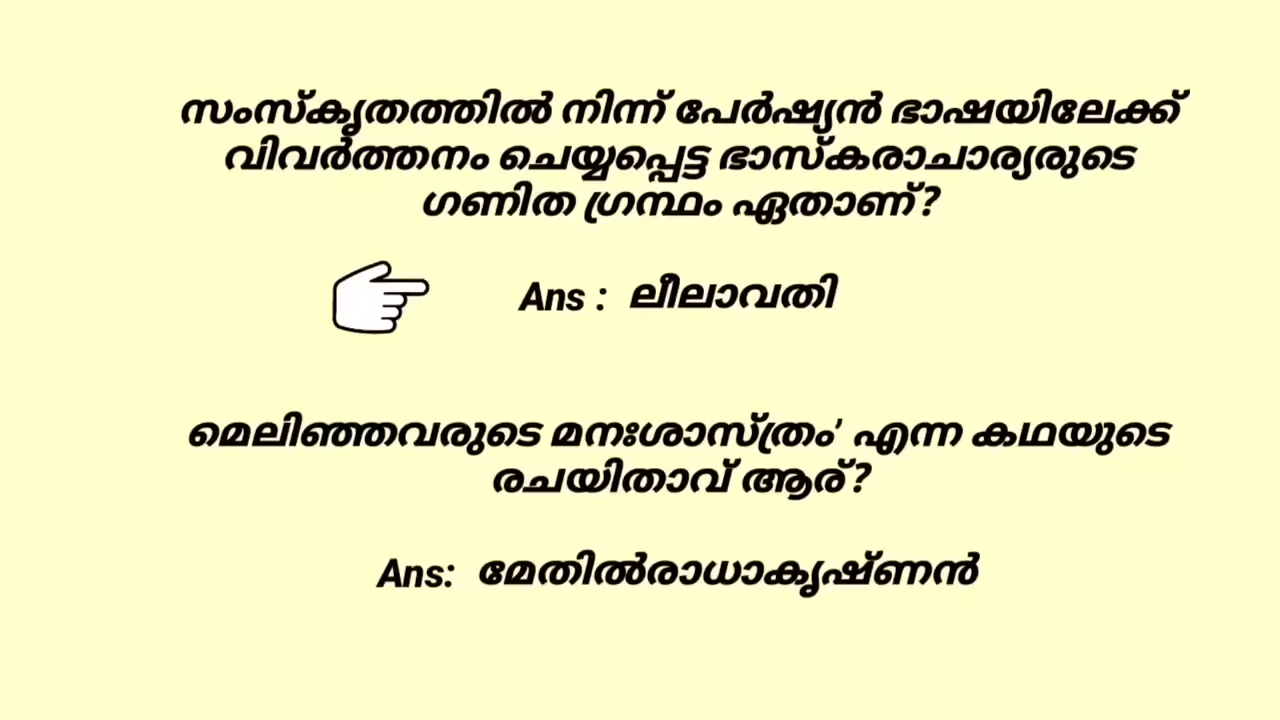 സംസ്കൃതത്തിൽ നിന്ന് പേർഷ്യൻ ഭാഷയിലേക്ക്
വിവർത്തനം ചെയ്യപ്പെട്ട ഭാസ്കരാചാര്യരുടെ
ഗണിത ഗ്രന്ഥം ഏതാണ്?
Ans : ലീലാവതി
മെലിഞ്ഞവരുടെ മനഃശാസ്ത്രം’ എന്ന കഥയുടെ
രചയിതാവ് ആര്?
Ans: മേതിൽരാധാകൃഷ്ണൻ